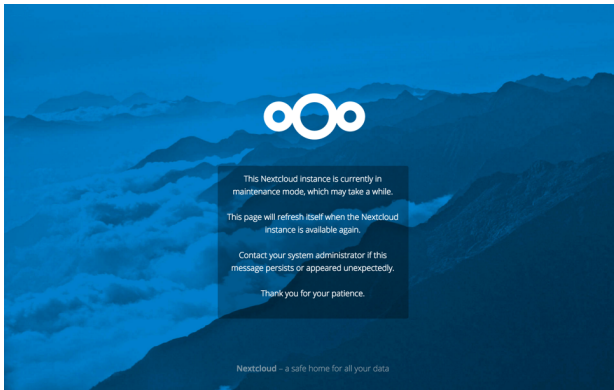 This Nextcloud instance is currently in
maintenance mode, which may take a while.
This page will refresh itself when the Nextcloud
instance is available again.
Contact your system administrator if this
message persists or appeared unexpectedly.
Thank you for your patience.
Nextcloud – a safe home for all your data